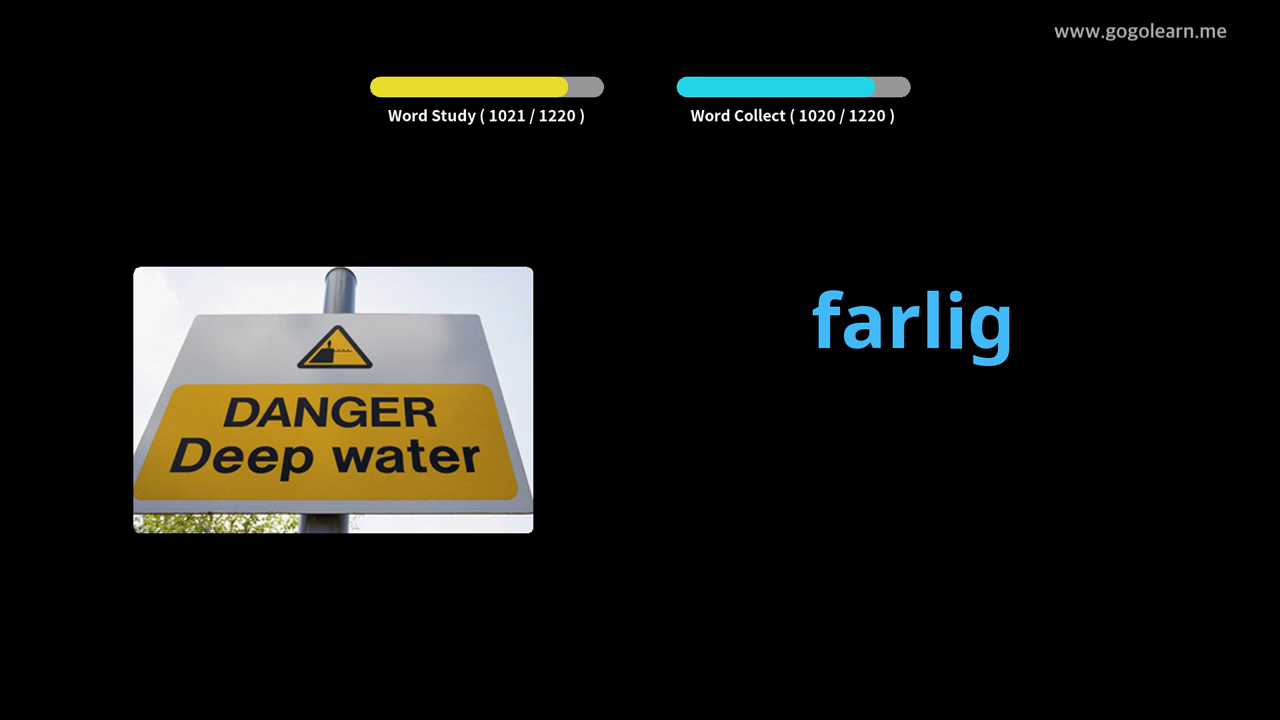 www.gogolearn.me
Word Study ( 1021 / 1220 )
Word Collect ( 1020 / 1220 )
farlig
DANGER
Deep water